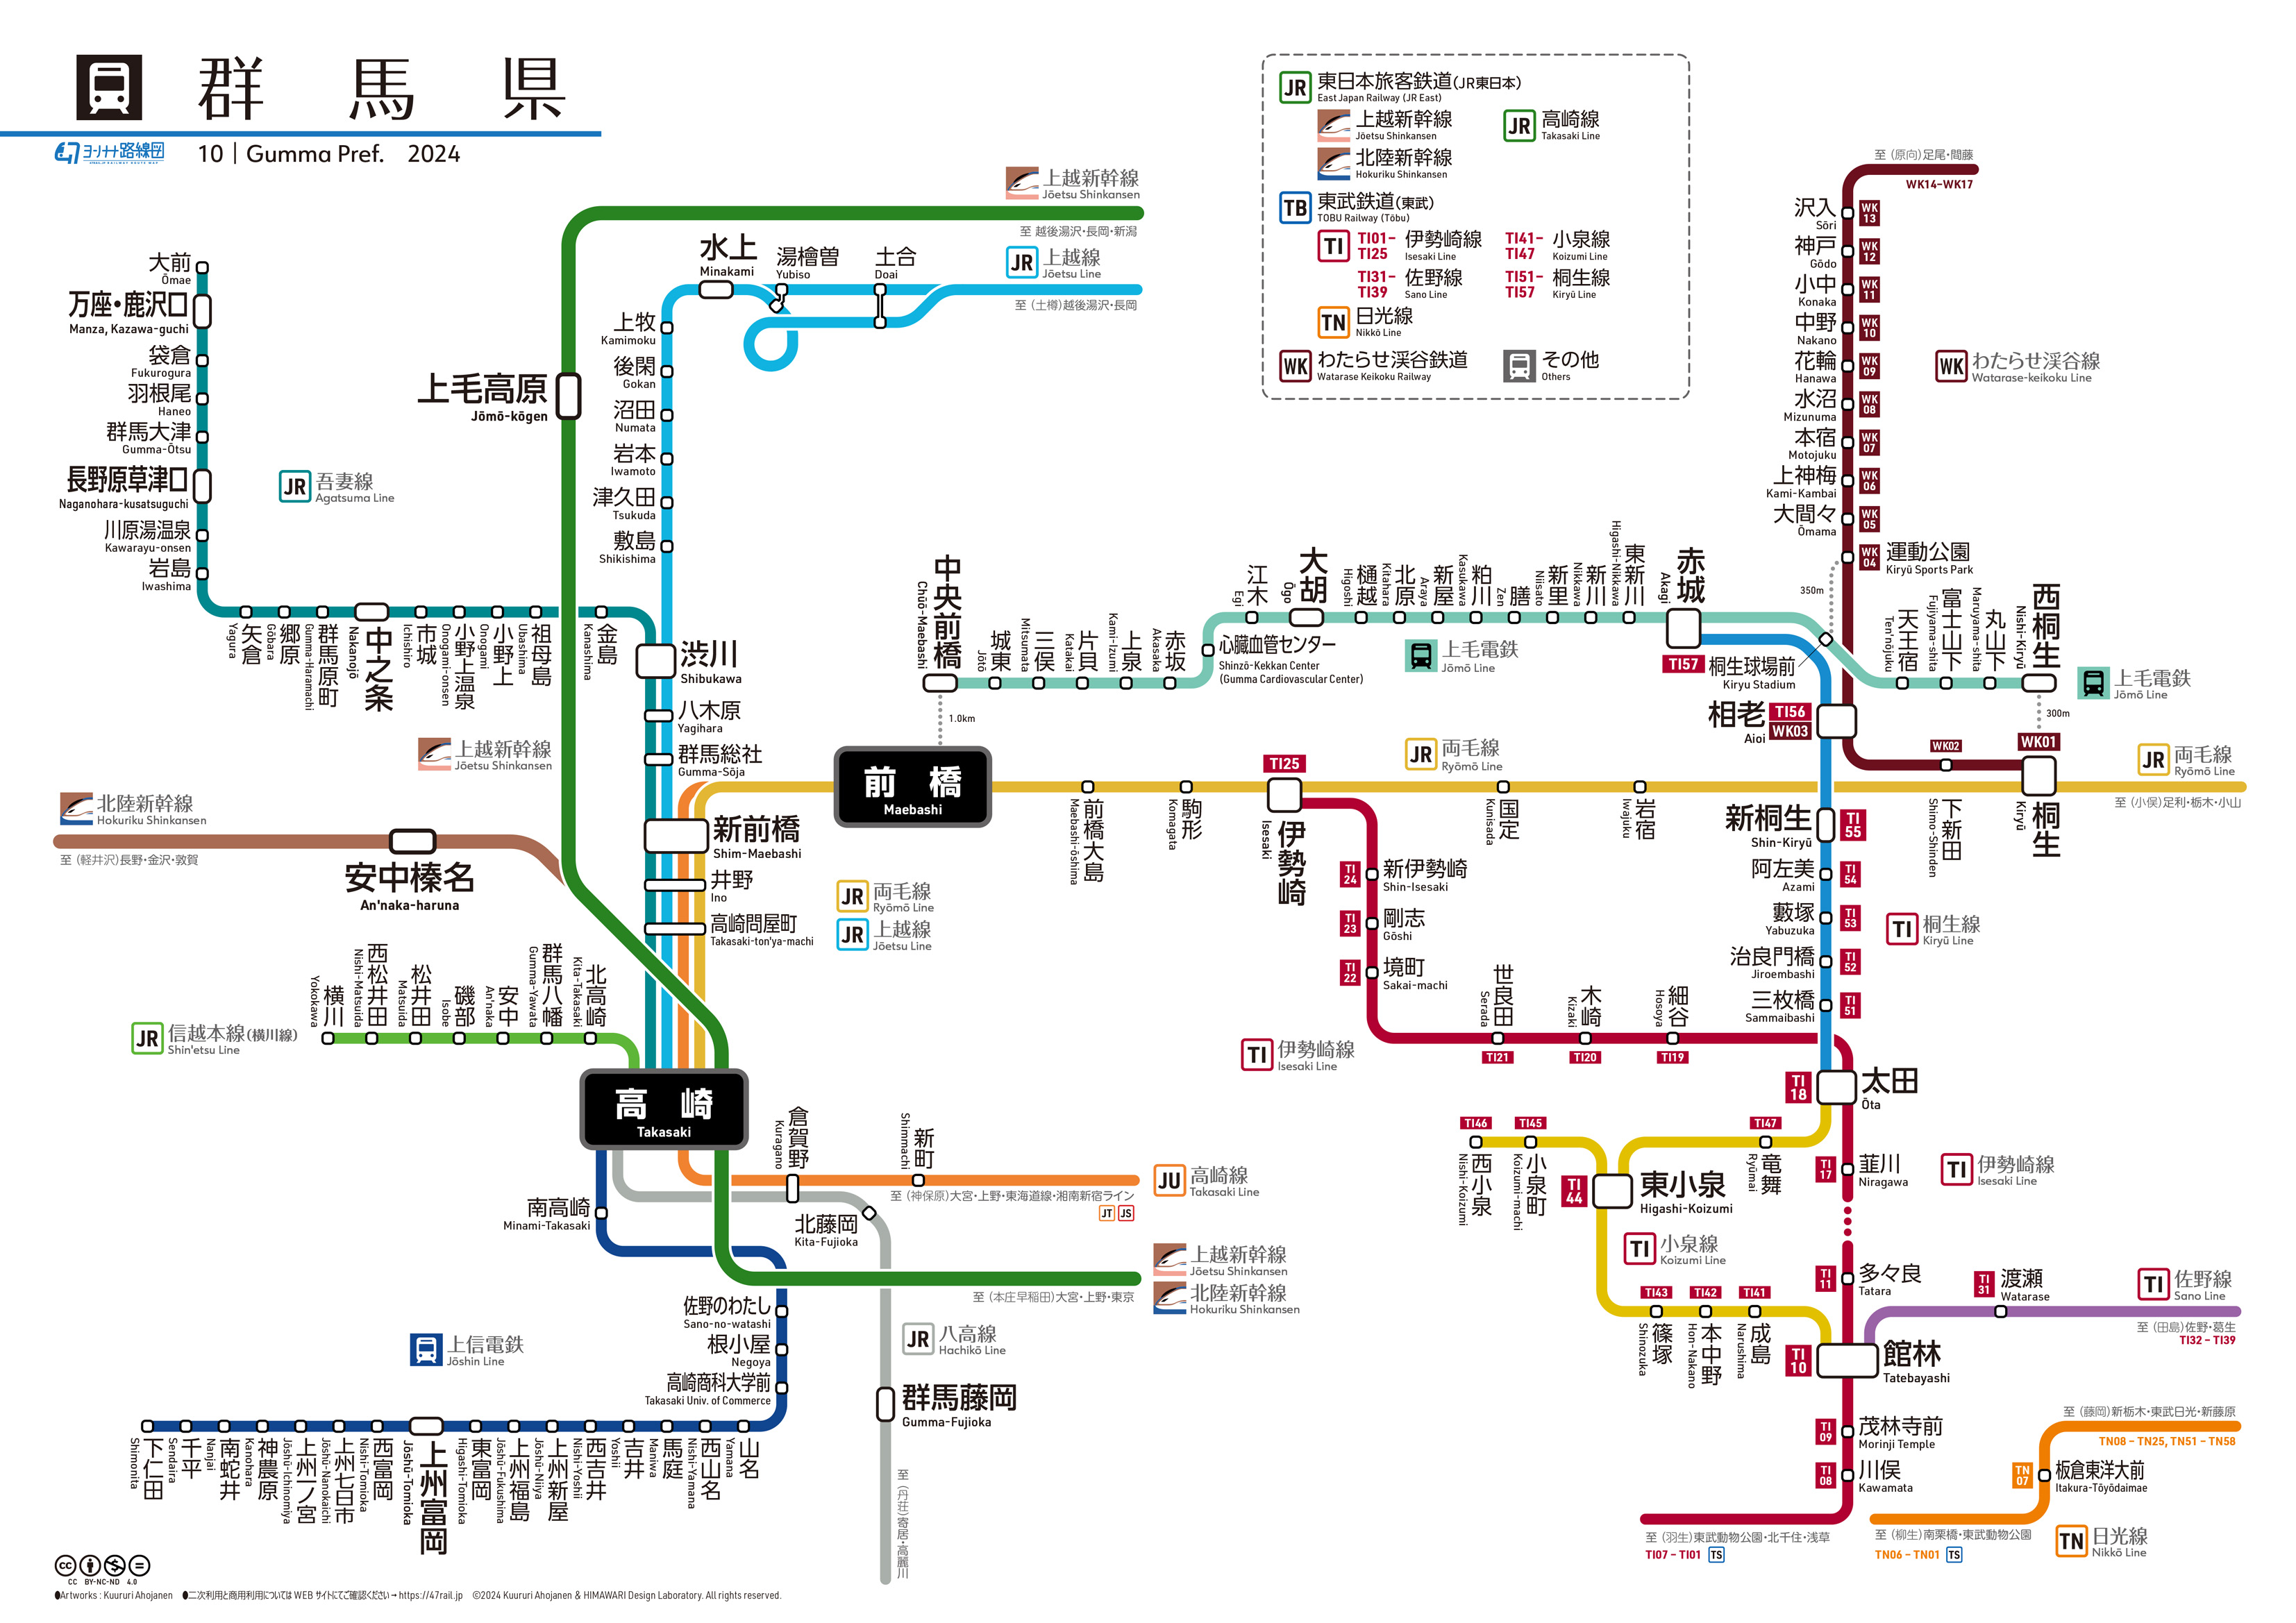 群馬県
ヨンナナ路線図
10 | Gumma Pref. 2024
JR 東日本旅客鉄道(JR東日本)
East Japan Railway (JR East)
上越新幹線
Jōetsu Shinkansen
JR 高崎線
Takasaki Line
北陸新幹線
Hokuriku Shinkansen
TB 東武鉄道(東武)
TOBU Railway (Tōbu)
TI TI01-TI25 伊勢崎線
Isesaki Line
TI41-TI47 小泉線
Koizumi Line
TI31-TI39 佐野線
Sano Line
TI51-TI57 桐生線
Kiryū Line
TN 日光線
Nikkō Line
WK わたらせ渓谷鉄道
Watarase Keikoku Railway
その他
Others
上越新幹線
Jōetsu Shinkansen
至 越後湯沢・長岡・新潟
JR 上越線
Jōetsu Line
至 (土樽)越後湯沢・長岡
水上
Minakami
湯檜曽
Yubiso
土合
Doai
上牧
Kamimoku
後閑
Gokan
沼田
Numata
岩本
Iwamoto
津久田
Tsukuda
敷島
Shikishima
上毛高原
Jōmō-kōgen
大前
Ōmae
万座・鹿沢口
Manza, Kazawa-guchi
袋倉
Fukurogura
羽根尾
Haneo
群馬大津
Gumma-Ōtsu
長野原草津口
Naganohara-kusatsuguchi
川原湯温泉
Kawarayu-onsen
岩島
Iwashima
JR 吾妻線
Agatsuma Line
矢倉
Yagura
郷原
Gōbara
群馬原町
Gumma-Haramachi
中之条
Nakanojō
市城
Ichishiro
小野上温泉
Onogami-onsen
小野上
Onogami
祖母島
Ubashima
金島
Kanashima
渋川
Shibukawa
八木原
Yagihara
群馬総社
Gumma-Sōja
新前橋
Shim-Maebashi
井野
Ino
高崎問屋町
Takasaki-ton'ya-machi
上越新幹線
Jōetsu Shinkansen
北陸新幹線
Hokuriku Shinkansen
至 (軽井沢)長野・金沢・敦賀
安中榛名
An'naka-haruna
JR 両毛線
Ryōmō Line
JR 上越線
Jōetsu Line
JR 信越本線(横川線)
Shin'etsu Line
横川
Yokokawa
西松井田
Nishi-Matsuida
松井田
Matsuida
磯部
Isobe
安中
An'naka
群馬八幡
Gumma-Yawata
北高崎
Kita-Takasaki
高崎
Takasaki
倉賀野
Kuragano
新町
Shimmachi
JU 高崎線
Takasaki Line
至 (神保原)大宮・上野・東海道線・湘南新宿ライン
JT JS
北藤岡
Kita-Fujioka
上越新幹線
Jōetsu Shinkansen
北陸新幹線
Hokuriku Shinkansen
至 (本庄早稲田)大宮・上野・東京
JR 八高線
Hachikō Line
群馬藤岡
Gumma-Fujioka
至 (丹荘)寄居・高麗川
南高崎
Minami-Takasaki
佐野のわたし
Sano-no-watashi
根小屋
Negoya
高崎商科大学前
Takasaki Univ. of Commerce
上信電鉄
Jōshin Line
下仁田
Shimonita
千平
Sendaira
南蛇井
Nanjai
神農原
Kanohara
上州一ノ宮
Jōshū-Ichinomiya
上州七日市
Jōshū-Nanokaichi
西富岡
Nishi-Tomioka
上州富岡
Jōshū-Tomioka
東富岡
Higashi-Tomioka
上州福島
Jōshū-Fukushima
上州新屋
Jōshū-Niiya
西吉井
Nishi-Yoshii
吉井
Yoshii
馬庭
Maniwa
西山名
Nishi-Yamana
山名
Yamana
中央前橋
Chūō-Maebashi
城東
Jōtō
三俣
Mitsumata
片貝
Katakai
上泉
Kami-Izumi
赤坂
Akasaka
心臓血管センター
Shinzō-Kekkan Center
(Gumma Cardiovascular Center)
江木
Egi
大胡
Ōgo
樋越
Higoshi
北原
Kitahara
新屋
Araya
粕川
Kasukawa
膳
Zen
新里
Niisato
新川
Nikkawa
東新川
Higashi-Nikkawa
赤城
Akagi
TI57
上毛電鉄
Jōmō Line
桐生球場前
Kiryu Stadium
350m
天王宿
Ten'nōjuku
富士山下
Fujiyama-shita
丸山下
Maruyama-shita
西桐生
Nishi-Kiryū
上毛電鉄
Jōmō Line
300m
1.0km
前橋
Maebashi
前橋大島
Maebashi-ōshima
駒形
Komagata
TI25
伊勢崎
Isesaki
JR 両毛線
Ryōmō Line
国定
Kunisada
岩宿
Iwajuku
WK01
桐生
Kiryū
JR 両毛線
Ryōmō Line
至 (小俣)足利・栃木・小山
至 (原向)足尾・間藤
WK14-WK17
沢入 WK13
Sōri
神戸 WK12
Gōdo
小中 WK11
Konaka
中野 WK10
Nakano
花輪 WK09
Hanawa
水沼 WK08
Mizunuma
本宿 WK07
Motojuku
上神梅 WK06
Kami-Kambai
大間々 WK05
Ōmama
WK04 運動公園
Kiryū Sports Park
WK わたらせ渓谷線
Watarase-keikoku Line
相老 TI56 WK03
Aioi
WK02
下新田
Shimo-Shinden
新桐生 TI55
Shin-Kiryū
阿左美 TI54
Azami
藪塚 TI53
Yabuzuka
治良門橋 TI52
Jiroembashi
三枚橋 TI51
Sammaibashi
TI 桐生線
Kiryū Line
TI24 新伊勢崎
Shin-Isesaki
TI23 剛志
Gōshi
TI22 境町
Sakai-machi
世良田
Serada
TI21
木崎
Kizaki
TI20
細谷
Hosoya
TI19
TI 伊勢崎線
Isesaki Line
TI18 太田
Ōta
TI46
西小泉
Nishi-Koizumi
TI45
小泉町
Koizumi-machi
TI44 東小泉
Higashi-Koizumi
TI47
竜舞
Ryūmai
TI 小泉線
Koizumi Line
TI43
篠塚
Shinozuka
TI42
本中野
Hon-Nakano
TI41
成島
Narushima
TI17 韮川
Niragawa
TI 伊勢崎線
Isesaki Line
TI11 多々良
Tatara
TI31 渡瀬
Watarase
TI 佐野線
Sano Line
至 (田島)佐野・葛生
TI32 – TI39
TI10 館林
Tatebayashi
TI09 茂林寺前
Morinji Temple
TI08 川俣
Kawamata
至 (羽生)東武動物公園・北千住・浅草
TI07 – TI01 TS
至 (藤岡)新栃木・東武日光・新藤原
TN08 – TN25, TN51 – TN58
TN07 板倉東洋大前
Itakura-Tōyōdaimae
至 (柳生)南栗橋・東武動物公園
TN06 – TN01 TS
TN 日光線
Nikkō Line
CC BY-NC-ND 4.0
●Artworks : Kuururi Ahojanen ●二次利用と商用利用についてはWEBサイトにてご確認ください→https://47rail.jp ©2024 Kuururi Ahojanen & HIMAWARI Design Laboratory. All rights reserved.